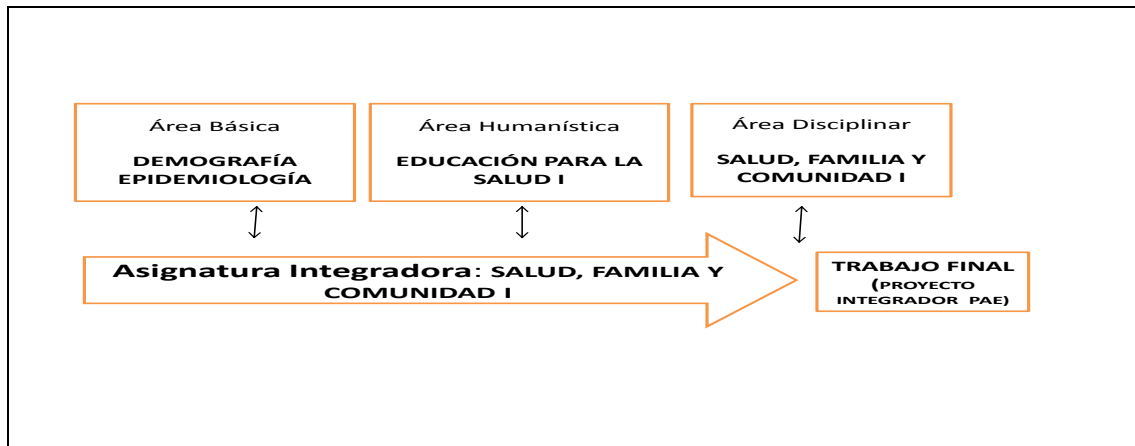 Área Básica
DEMOGRAFÍA
EPIDEMIOLOGÍA
Área Humanística
EDUCACIÓN PARA LA
SALUD I
Área Disciplinar
SALUD, FAMILIA Y
COMUNIDAD I
Asignatura Integradora: SALUD, FAMILIA Y
COMUNIDAD I
TRABAJO FINAL
(PROYECTO
INTEGRADOR PAE)